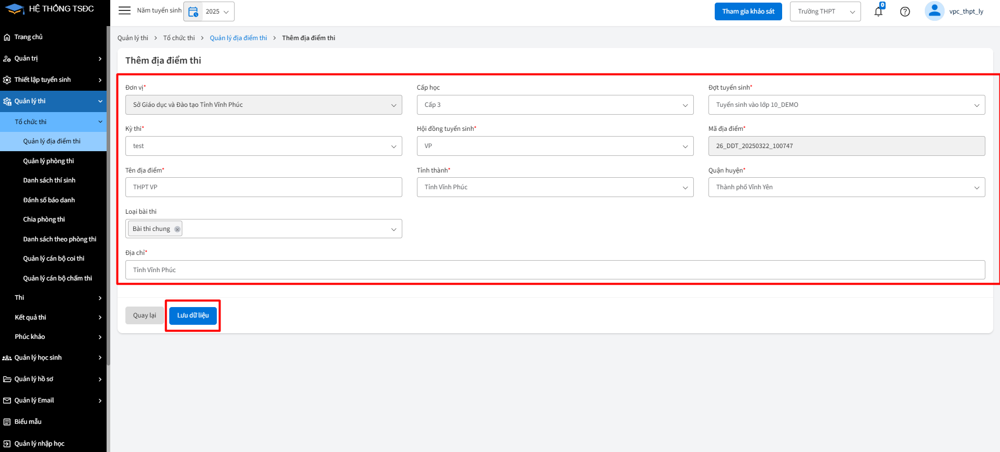 HỆ THỐNG TSĐC
Năm tuyển sinh
2025
Tham gia khảo sát
Trường THPT
0
vpc_thpt_ly
Trang chủ
Quản trị
Thiết lập tuyển sinh
Quản lý thi
Tổ chức thi
Quản lý địa điểm thi
Quản lý phòng thi
Danh sách thí sinh
Đánh số báo danh
Chia phòng thi
Danh sách theo phòng thi
Quản lý cán bộ coi thi
Quản lý cán bộ chấm thi
Thi
Kết quả thi
Phúc khảo
Quản lý học sinh
Quản lý hồ sơ
Quản lý Email
Biểu mẫu
Quản lý nhập học
Quản lý thi > Tổ chức thi > Quản lý địa điểm thi > Thêm địa điểm thi
Thêm địa điểm thi
Đơn vị*
Sở Giáo dục và Đào tạo Tỉnh Vĩnh Phúc
Cấp học
Cấp 3
Đợt tuyển sinh*
Tuyển sinh vào lớp 10_DEMO
Kỳ thi*
test
Hội đồng tuyển sinh*
VP
Mã địa điểm*
26_DDT_20250322_100747
Tên địa điểm*
THPT VP
Tỉnh thành*
Tỉnh Vĩnh Phúc
Quận huyện*
Thành phố Vĩnh Yên
Loại bài thi
Bài thi chung
Địa chỉ*
Tỉnh Vĩnh Phúc
Quay lại
Lưu dữ liệu